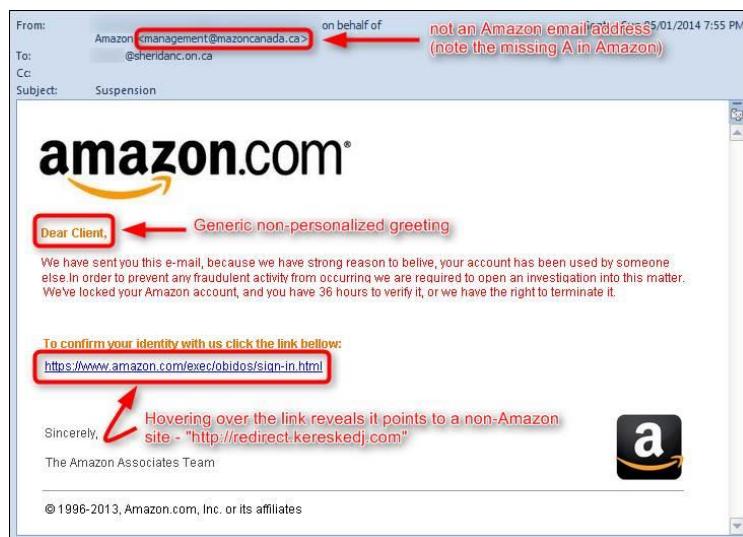 From: on behalf of
Amazon <management@mazoncanada.ca>
Sun 05/01/2014 7:55 PM
not an Amazon email address
(note the missing A in Amazon)
To: @sheridanc.on.ca
Cc:
Subject: Suspension
amazon.com®
Dear Client,
Generic non-personalized greeting
We have sent you this e-mail, because we have strong reason to belive, your account has been used by someone
else.In order to prevent any fraudulent activity from occurring we are required to open an investigation into this matter.
We've locked your Amazon account, and you have 36 hours to verify it, or we have the right to terminate it.
To confirm your identity with us click the link bellow:
https://www.amazon.com/exec/obidos/sign-in.html
Hovering over the link reveals it points to a non-Amazon
site - "http://redirect.kereskedj.com"
Sincerely,
The Amazon Associates Team
a
© 1996-2013, Amazon.com, Inc. or its affiliates